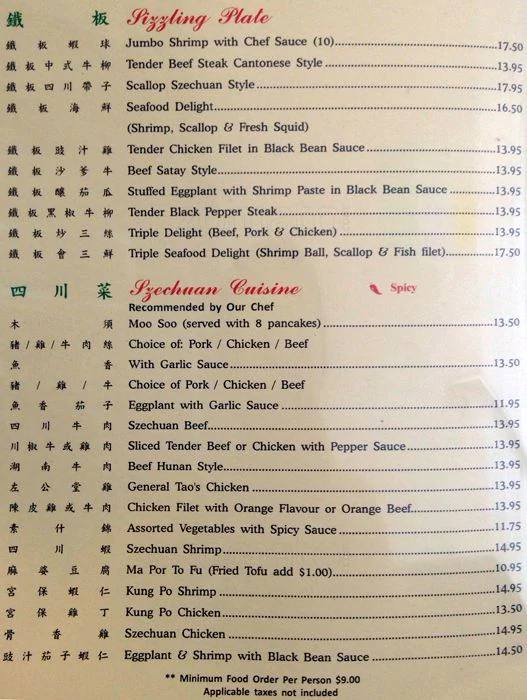 鐵板 Sizzling Plate
鐵板蝦球 Jumbo Shrimp with Chef Sauce (10) 17.50
鐵板中式牛柳 Tender Beef Steak Cantonese Style 13.95
鐵板四川帶子 Scallop Szechuan Style 17.95
鐵板海鮮 Seafood Delight 16.50
(Shrimp, Scallop & Fresh Squid)
鐵板豉汁雞 Tender Chicken Filet in Black Bean Sauce 13.95
鐵板沙爹牛 Beef Satay Style 13.95
鐵板釀茄瓜 Stuffed Eggplant with Shrimp Paste in Black Bean Sauce 13.95
鐵板黑椒牛柳 Tender Black Pepper Steak 13.95
鐵板炒三絲 Triple Delight (Beef, Pork & Chicken) 13.95
鐵板會三鮮 Triple Seafood Delight (Shrimp Ball, Scallop & Fish filet) 17.50
四川菜 Szechuan Cuisine Spicy
Recommended by Our Chef
木須 Moo Soo (served with 8 pancakes) 13.50
豬/雞/牛肉絲 Choice of: Pork / Chicken / Beef
魚香 With Garlic Sauce 13.50
豬/雞/牛 Choice of Pork / Chicken / Beef
魚香茄子 Eggplant with Garlic Sauce 11.95
四川牛肉 Szechuan Beef 13.95
川椒牛或雞肉 Sliced Tender Beef or Chicken with Pepper Sauce 13.95
湖南牛肉 Beef Hunan Style 13.95
左公堂雞 General Tao's Chicken 13.95
陳皮雞或牛肉 Chicken Filet with Orange Flavour or Orange Beef 13.95
素什錦 Assorted Vegetables with Spicy Sauce 11.75
四川蝦 Szechuan Shrimp 14.95
麻婆豆腐 Ma Por To Fu (Fried Tofu add $1.00) 10.95
宮保蝦仁 Kung Po Shrimp 14.95
宮保雞丁 Kung Po Chicken 13.50
骨香雞 Szechuan Chicken 14.95
豉汁茄子蝦仁 Eggplant & Shrimp with Black Bean Sauce 14.50
** Minimum Food Order Per Person $9.00
Applicable taxes not included